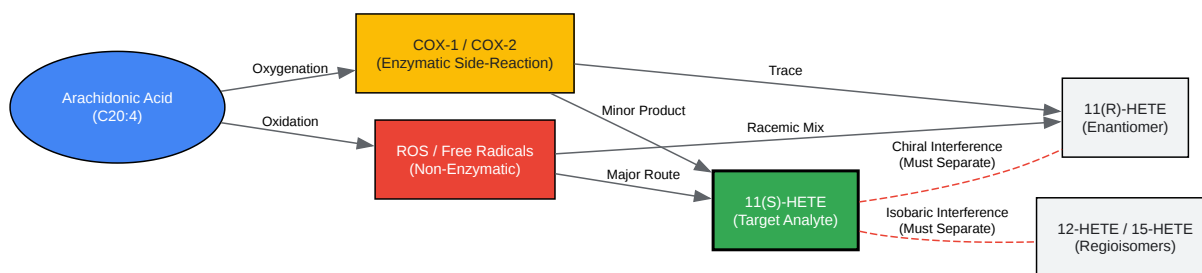 Arachidonic Acid
(C20:4)
Oxygenation
Oxidation
COX-1 / COX-2
(Enzymatic Side-Reaction)
ROS / Free Radicals
(Non-Enzymatic)
Trace
Minor Product
Racemic Mix
Major Route
11(S)-HETE
(Target Analyte)
Chiral Interference
(Must Separate)
Isobaric Interference
(Must Separate)
11(R)-HETE
(Enantiomer)
12-HETE / 15-HETE
(Regioisomers)